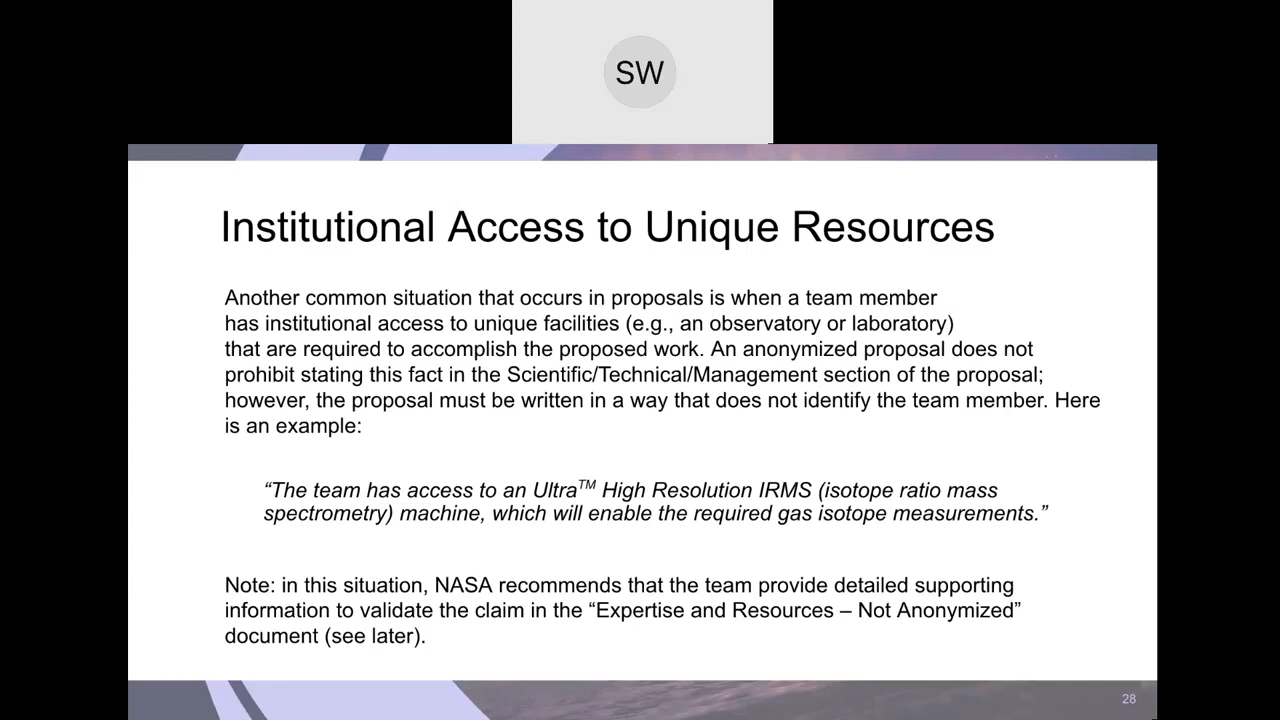 SW
Institutional Access to Unique Resources
Another common situation that occurs in proposals is when a team member
has institutional access to unique facilities (e.g., an observatory or laboratory)
that are required to accomplish the proposed work. An anonymized proposal does not
prohibit stating this fact in the Scientific/Technical/Management section of the proposal;
however, the proposal must be written in a way that does not identify the team member. Here
is an example:
“The team has access to an Ultra™ High Resolution IRMS (isotope ratio mass
spectrometry) machine, which will enable the required gas isotope measurements.”
Note: in this situation, NASA recommends that the team provide detailed supporting
information to validate the claim in the “Expertise and Resources – Not Anonymized”
document (see later).
28